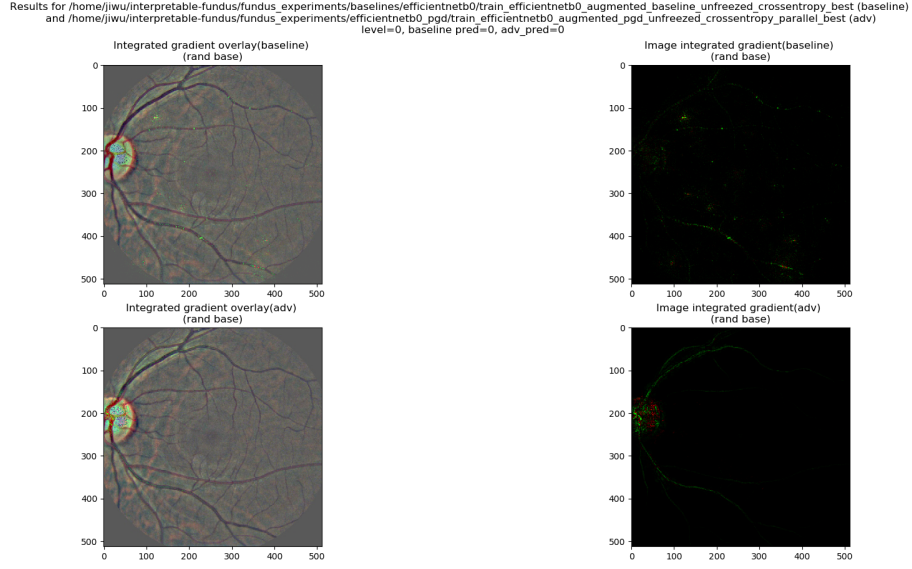 Results for /home/jiwu/interpretable-fundus/fundus_experiments/baselines/efficientnetb0/train_efficientnetb0_augmented_baseline_unfreezed_crossentropy_best (baseline)
and /home/jiwu/interpretable-fundus/fundus_experiments/efficientnetb0_pgd/train_efficientnetb0_augmented_pgd_unfreezed_crossentropy_parallel_best (adv)
level=0, baseline pred=0, adv_pred=0
Integrated gradient overlay(baseline)
(rand base)
0
100
200
300
400
500
0 100 200 300 400 500
Image integrated gradient(baseline)
(rand base)
0
100
200
300
400
500
0 100 200 300 400 500
Integrated gradient overlay(adv)
(rand base)
0
100
200
300
400
500
0 100 200 300 400 500
Image integrated gradient(adv)
(rand base)
0
100
200
300
400
500
0 100 200 300 400 500